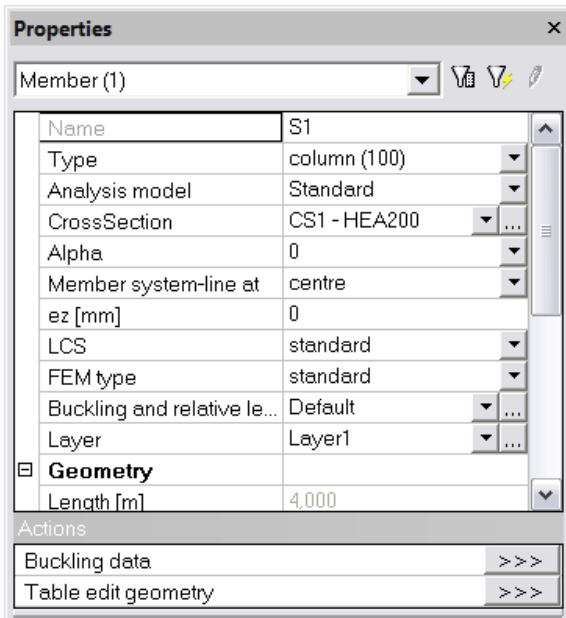 Properties
Member (1)
Name S1
Type column (100)
Analysis model Standard
CrossSection CS1 - HEA200 ...
Alpha 0
Member system-line at centre
ez [mm] 0
LCS standard
FEM type standard
Buckling and relative le... Default ...
Layer Layer1 ...
Geometry
Length [m] 4,000
Actions
Buckling data >>>
Table edit geometry >>>